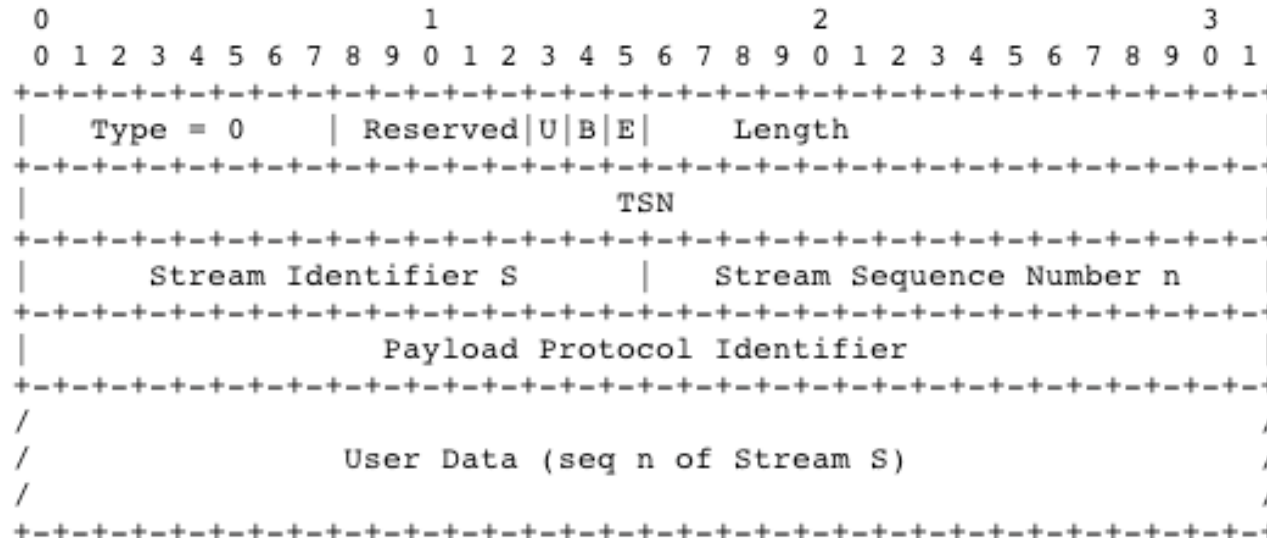 0                   1                   2                   3
 0 1 2 3 4 5 6 7 8 9 0 1 2 3 4 5 6 7 8 9 0 1 2 3 4 5 6 7 8 9 0 1
+-+-+-+-+-+-+-+-+-+-+-+-+-+-+-+-+-+-+-+-+-+-+-+-+-+-+-+-+-+-+-+-+
|   Type = 0    | Reserved|U|B|E|    Length                     |
+-+-+-+-+-+-+-+-+-+-+-+-+-+-+-+-+-+-+-+-+-+-+-+-+-+-+-+-+-+-+-+-+
|                              TSN                              |
+-+-+-+-+-+-+-+-+-+-+-+-+-+-+-+-+-+-+-+-+-+-+-+-+-+-+-+-+-+-+-+-+
|      Stream Identifier S      |   Stream Sequence Number n    |
+-+-+-+-+-+-+-+-+-+-+-+-+-+-+-+-+-+-+-+-+-+-+-+-+-+-+-+-+-+-+-+-+
|                  Payload Protocol Identifier                  |
+-+-+-+-+-+-+-+-+-+-+-+-+-+-+-+-+-+-+-+-+-+-+-+-+-+-+-+-+-+-+-+-+
/                                                               /
/                User Data (seq n of Stream S)                  /
/                                                               /
+-+-+-+-+-+-+-+-+-+-+-+-+-+-+-+-+-+-+-+-+-+-+-+-+-+-+-+-+-+-+-+-+